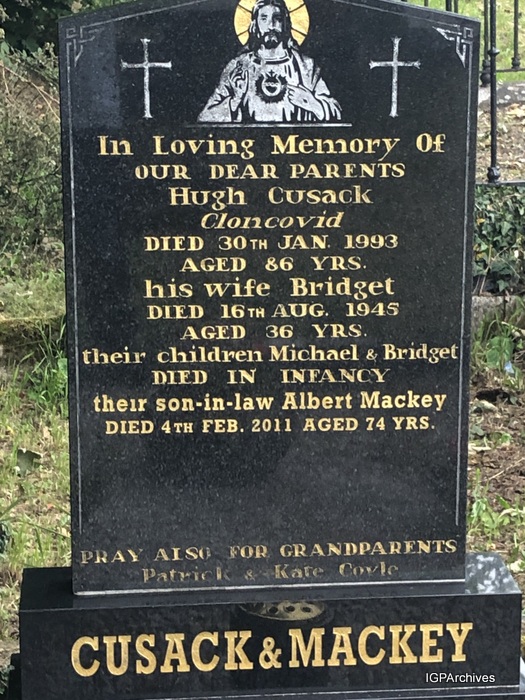 In Loving Memory Of
OUR DEAR PARENTS
Hugh Cusack
Cloncovid
DIED 30TH JAN. 1993
AGED 86 YRS.
his wife Bridget
DIED 16TH AUG. 1945
AGED 36 YRS.
their children Michael & Bridget
DIED IN INFANCY
their son-in-law Albert Mackey
DIED 4TH FEB. 2011 AGED 74 YRS.
PRAY ALSO FOR GRANDPARENTS
Patrick & Kate Coyle
CUSACK & MACKEY
IGPArchives